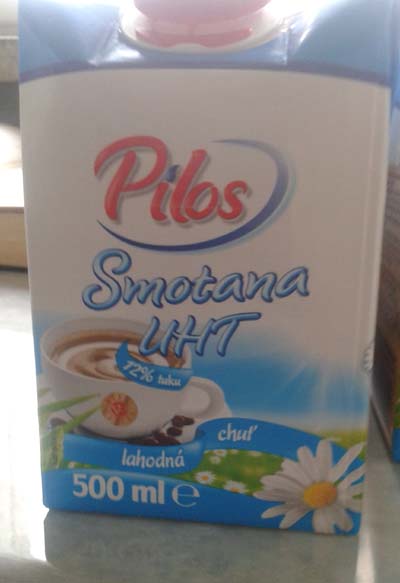 Pilos
Smotana
UHT
12% tuku
chuť
lahodná
500 ml e